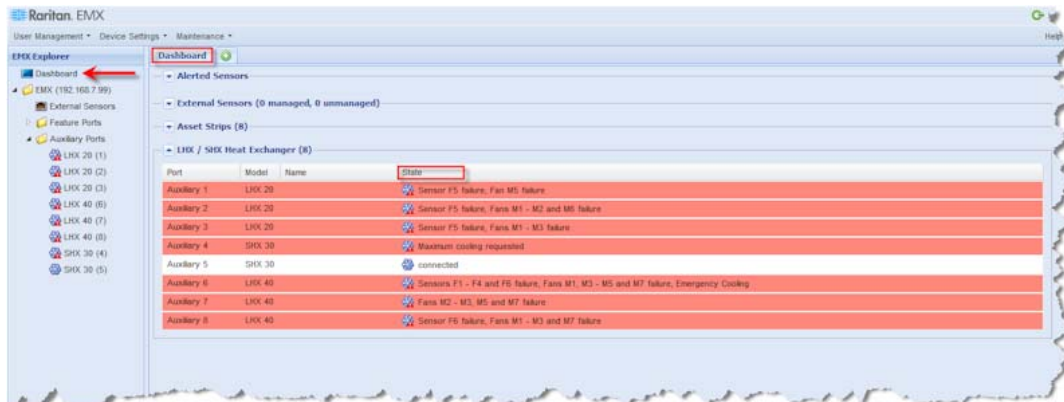 Raritan. EMX
User Management Device Settings Maintenance Help
EMX Explorer
Dashboard
EMX (192.168.7.99)
External Sensors
Feature Ports
Auxiliary Ports
LHX 20 (1)
LHX 20 (2)
LHX 20 (3)
LHX 40 (6)
LHX 40 (7)
LHX 40 (8)
SHX 30 (4)
SHX 30 (5)
Dashboard
Alerted Sensors
External Sensors (0 managed, 0 unmanaged)
Asset Strips (8)
LHX / SHX Heat Exchanger (8)
Port Model Name State
Auxiliary 1 LHX 20 Sensor F5 failure, Fan M5 failure
Auxiliary 2 LHX 20 Sensor F5 failure, Fans M1 - M2 and M6 failure
Auxiliary 3 LHX 20 Sensor F5 failure, Fans M1 - M3 failure
Auxiliary 4 SHX 30 Maximum cooling requested
Auxiliary 5 SHX 30 connected
Auxiliary 6 LHX 40 Sensors F1 - F4 and F6 failure, Fans M1, M3 - M5 and M7 failure, Emergency Cooling
Auxiliary 7 LHX 40 Fans M2 - M3, M5 and M7 failure
Auxiliary 8 LHX 40 Sensor F6 failure, Fans M1 - M3 and M7 failure